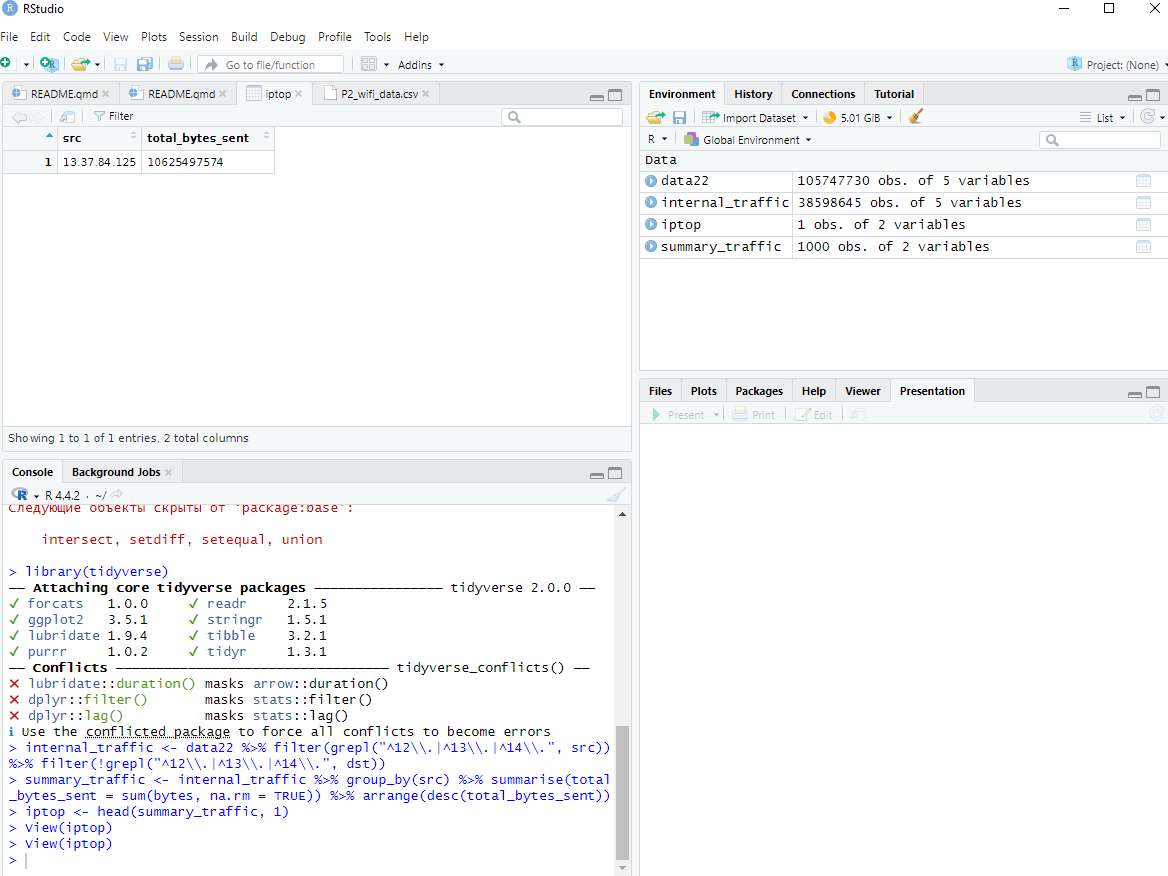 RStudio
File Edit Code View Plots Session Build Debug Profile Tools Help
Go to file/function Addins Project: (None)
README.qmd README.qmd iptop P2_wifi_data.csv
Filter
src total_bytes_sent
1 13.37.84.125 10625497574
Showing 1 to 1 of 1 entries, 2 total columns
Console Background Jobs
R 4.4.2 · ~/
Следующие объекты скрыты от 'package:base':
intersect, setdiff, setequal, union
> library(tidyverse)
── Attaching core tidyverse packages ──────────────── tidyverse 2.0.0 ──
✓ forcats 1.0.0 ✓ readr 2.1.5
✓ ggplot2 3.5.1 ✓ stringr 1.5.1
✓ lubridate 1.9.4 ✓ tibble 3.2.1
✓ purrr 1.0.2 ✓ tidyr 1.3.1
── Conflicts ────────────────────────────────── tidyverse_conflicts() ──
✕ lubridate::duration() masks arrow::duration()
✕ dplyr::filter() masks stats::filter()
✕ dplyr::lag() masks stats::lag()
ℹ Use the conflicted package to force all conflicts to become errors
> internal_traffic <- data22 %>% filter(grepl("^12\\.|^13\\.|^14\\.", src))
%>% filter(!grepl("^12\\.|^13\\.|^14\\.", dst))
> summary_traffic <- internal_traffic %>% group_by(src) %>% summarise(total
_bytes_sent = sum(bytes, na.rm = TRUE)) %>% arrange(desc(total_bytes_sent))
> iptop <- head(summary_traffic, 1)
> View(iptop)
> View(iptop)
>
Environment History Connections Tutorial
Import Dataset 5.01 GiB List
R Global Environment
Data
data22 105747730 obs. of 5 variables
internal_traffic 38598645 obs. of 5 variables
iptop 1 obs. of 2 variables
summary_traffic 1000 obs. of 2 variables
Files Plots Packages Help Viewer Presentation
Present Print Edit